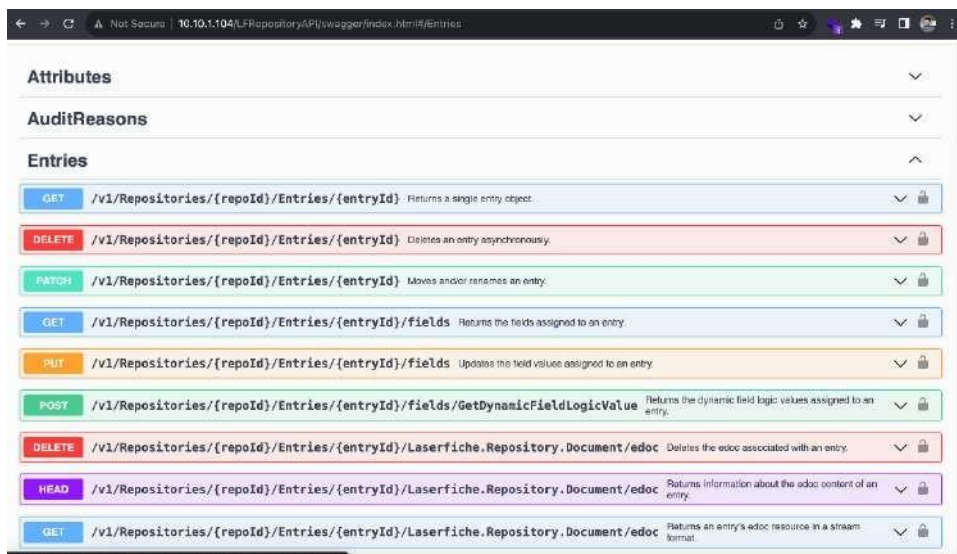 Not Secure | 10.10.1.104/LFRepositoryAPI/swagger/index.html#/Entries
Attributes
AuditReasons
Entries
GET /v1/Repositories/{repoId}/Entries/{entryId} Returns a single entry object.
DELETE /v1/Repositories/{repoId}/Entries/{entryId} Deletes an entry asynchronously.
PATCH /v1/Repositories/{repoId}/Entries/{entryId} Moves and/or renames an entry.
GET /v1/Repositories/{repoId}/Entries/{entryId}/fields Returns the fields assigned to an entry.
PUT /v1/Repositories/{repoId}/Entries/{entryId}/fields Updates the field values assigned to an entry.
POST /v1/Repositories/{repoId}/Entries/{entryId}/fields/GetDynamicFieldLogicValue Returns the dynamic field logic values assigned to an
entry.
DELETE /v1/Repositories/{repoId}/Entries/{entryId}/Laserfiche.Repository.Document/edoc Deletes the edoc associated with an entry.
HEAD /v1/Repositories/{repoId}/Entries/{entryId}/Laserfiche.Repository.Document/edoc Returns information about the edoc content of an
entry.
GET /v1/Repositories/{repoId}/Entries/{entryId}/Laserfiche.Repository.Document/edoc Returns an entry's edoc resource in a stream
format.